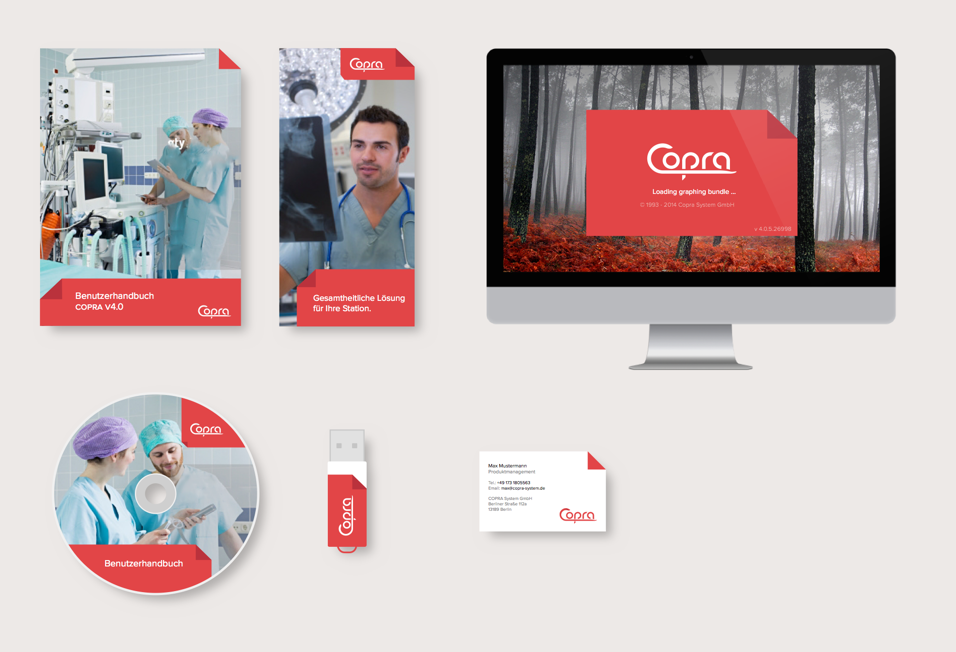 ty
Benutzerhandbuch
COPRA V4.0
Copra
Copra
Gesamtheitliche Lösung
für Ihre Station.
Copra
Loading graphing bundle ...
© 1993 - 2014 Copra System GmbH
v 4.0.5.26998
Copra
Benutzerhandbuch
Copra
Max Mustermann
Produktmanagement
Tel.: +49 173 1805563
Email: max@copra-system.de
COPRA System GmbH
Berliner Straße 112a
13189 Berlin
Copra